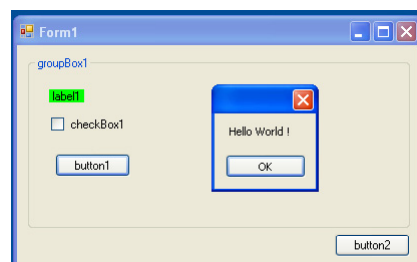 Form1
groupBox1
label1
checkBox1
button1
Hello World !
OK
button2